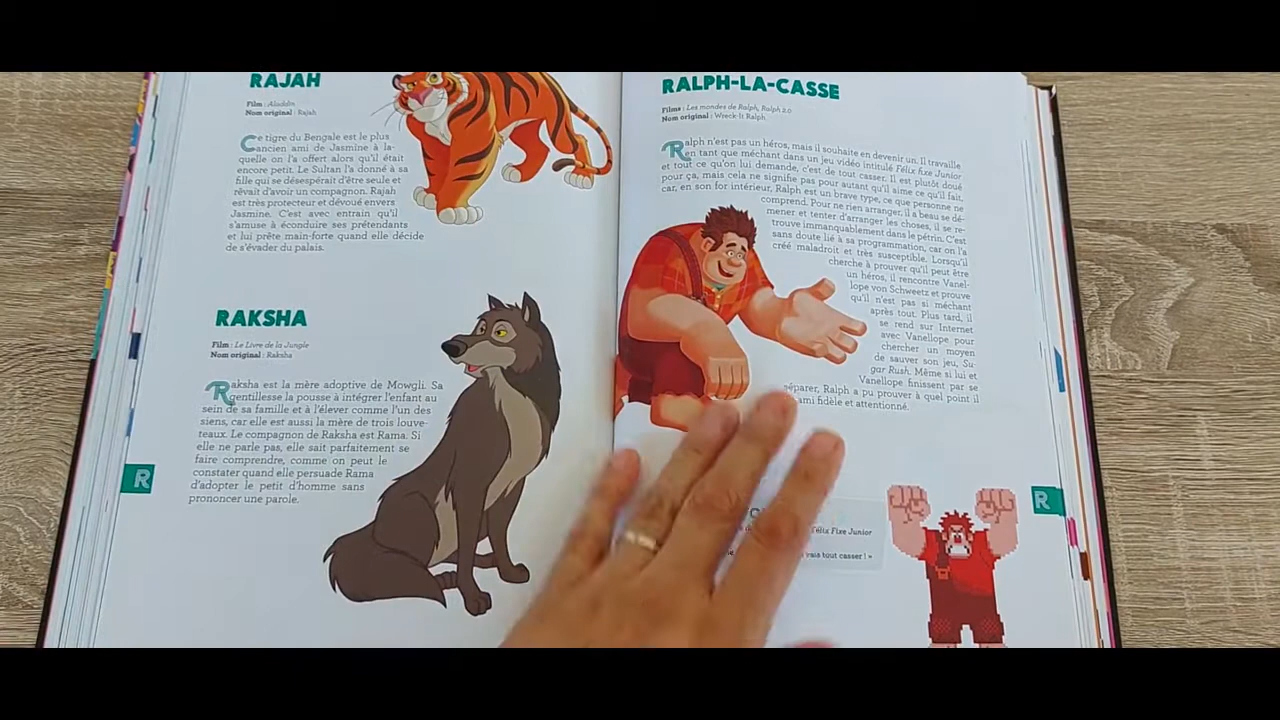 RAJAH
Film : Aladdin
Nom original : Rajah
Ce tigre du Bengale est le plus
ancien ami de Jasmine à la-
quelle on l'a offert alors qu'il était
encore petit. Le Sultan l'a donné à sa
fille qui se désespérait d'être seule et
rêvait d'avoir un compagnon. Rajah
est très protecteur et dévoué envers
Jasmine. C'est avec entrain qu'il
s'amuse à éconduire ses prétendants
et lui prête main-forte quand elle décide
de s'évader du palais.
RAKSHA
Film : Le Livre de la Jungle
Nom original : Raksha
Raksha est la mère adoptive de Mowgli. Sa
gentillesse la pousse à intégrer l'enfant au
sein de sa famille et à l'élever comme l'un des
siens, car elle est aussi la mère de trois louve-
teaux. Le compagnon de Raksha est Rama. Si
elle ne parle pas, elle sait parfaitement se
faire comprendre, comme on peut le
constater quand elle persuade Rama
d'adopter le petit d'homme sans
prononcer une parole.
R
RALPH-LA-CASSE
Films : Les mondes de Ralph, Ralph 2.0
Nom original : Wreck-It Ralph
Ralph n'est pas un héros, mais il souhaite en devenir un. Il travaille
en tant que méchant dans un jeu vidéo intitulé Félix fixe Junior
et tout ce qu'on lui demande, c'est de tout casser. Il est plutôt doué
pour ça, mais cela ne signifie pas pour autant qu'il aime ce qu'il fait,
car, en son for intérieur, Ralph est un brave type, ce que personne ne
comprend. Pour ne rien arranger, il a beau se dé-
mener et tenter d'arranger les choses, il se re-
trouve immanquablement dans le pétrin. C'est
sans doute lié à sa programmation, car on l'a
créé maladroit et très susceptible. Lorsqu'il
cherche à prouver qu'il peut être
un héros, il rencontre Vanel-
lope von Schweetz et prouve
qu'il n'est pas si méchant
après tout. Plus tard, il
se rend sur Internet
avec Vanellope pour
chercher un moyen
de sauver son jeu, Su-
gar Rush. Même si lui et
Vanellope finissent par se
séparer, Ralph a pu prouver à quel point il
ami fidèle et attentionné.
Félix Fixe Junior
vais tout casser ! »
R